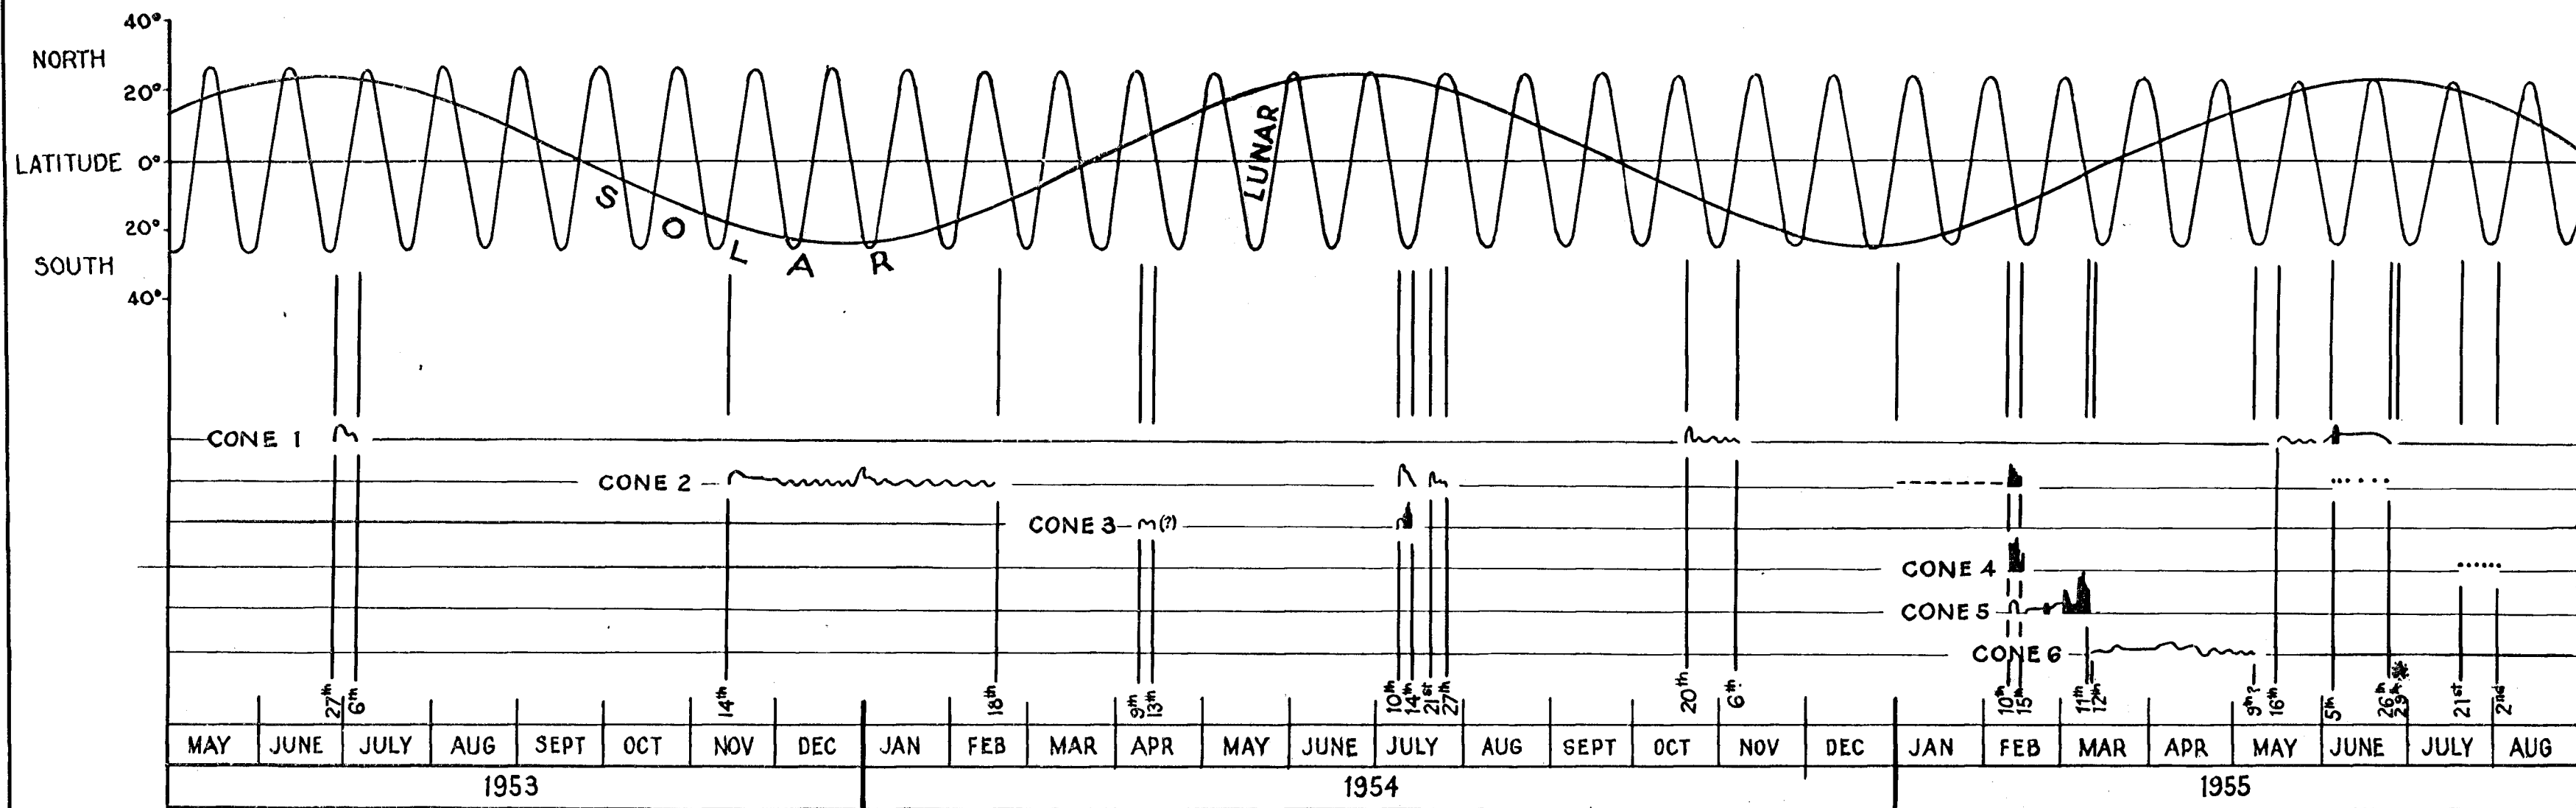 40°
NORTH
20°
LATITUDE 0°
20°
SOUTH
40°
SOLAR
LUNAR
CONE 1
CONE 2
CONE 3 (?)
CONE 4
CONE 5
CONE 6
27th 6th 14th 18th 9th 13th 10th 14th 21st 27th 20th 6th 10th 15th 11th 12th 9th? 16th 5th 26th 29th 21st 2nd
MAY JUNE JULY AUG SEPT OCT NOV DEC JAN FEB MAR APR MAY JUNE JULY AUG SEPT OCT NOV DEC JAN FEB MAR APR MAY JUNE JULY AUG
1953 1954 1955